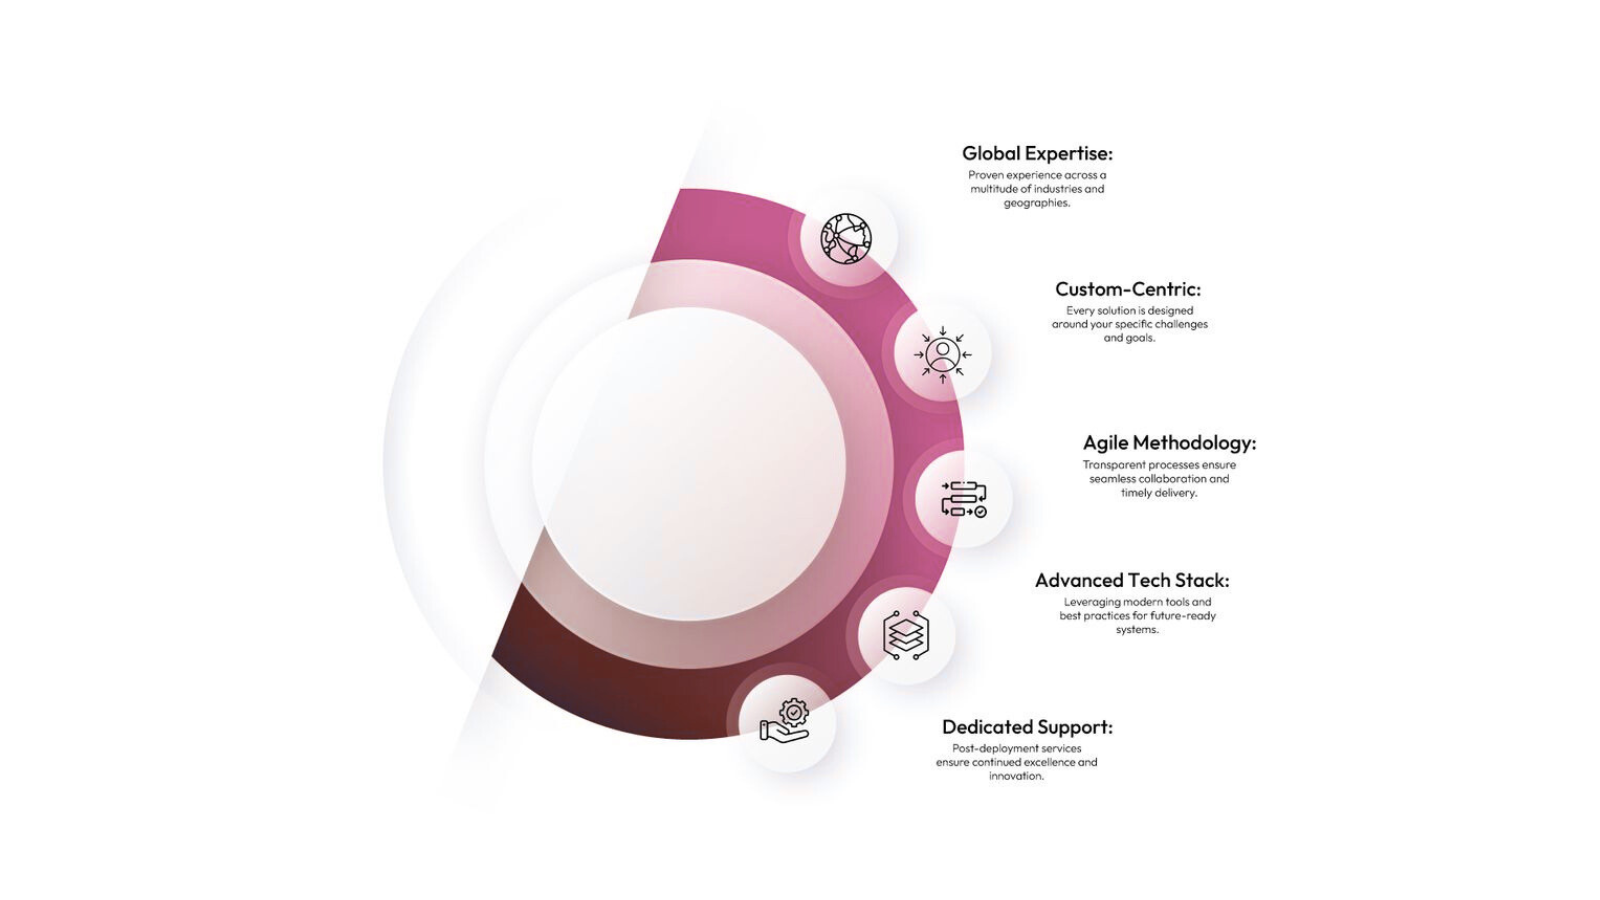 Global Expertise:
Proven experience across a
multitude of industries and
geographies.
Custom-Centric:
Every solution is designed
around your specific challenges
and goals.
Agile Methodology:
Transparent processes ensure
seamless collaboration and
timely delivery.
Advanced Tech Stack:
Leveraging modern tools and
best practices for future-ready
systems.
Dedicated Support:
Post-deployment services
ensure continued excellence and
innovation.